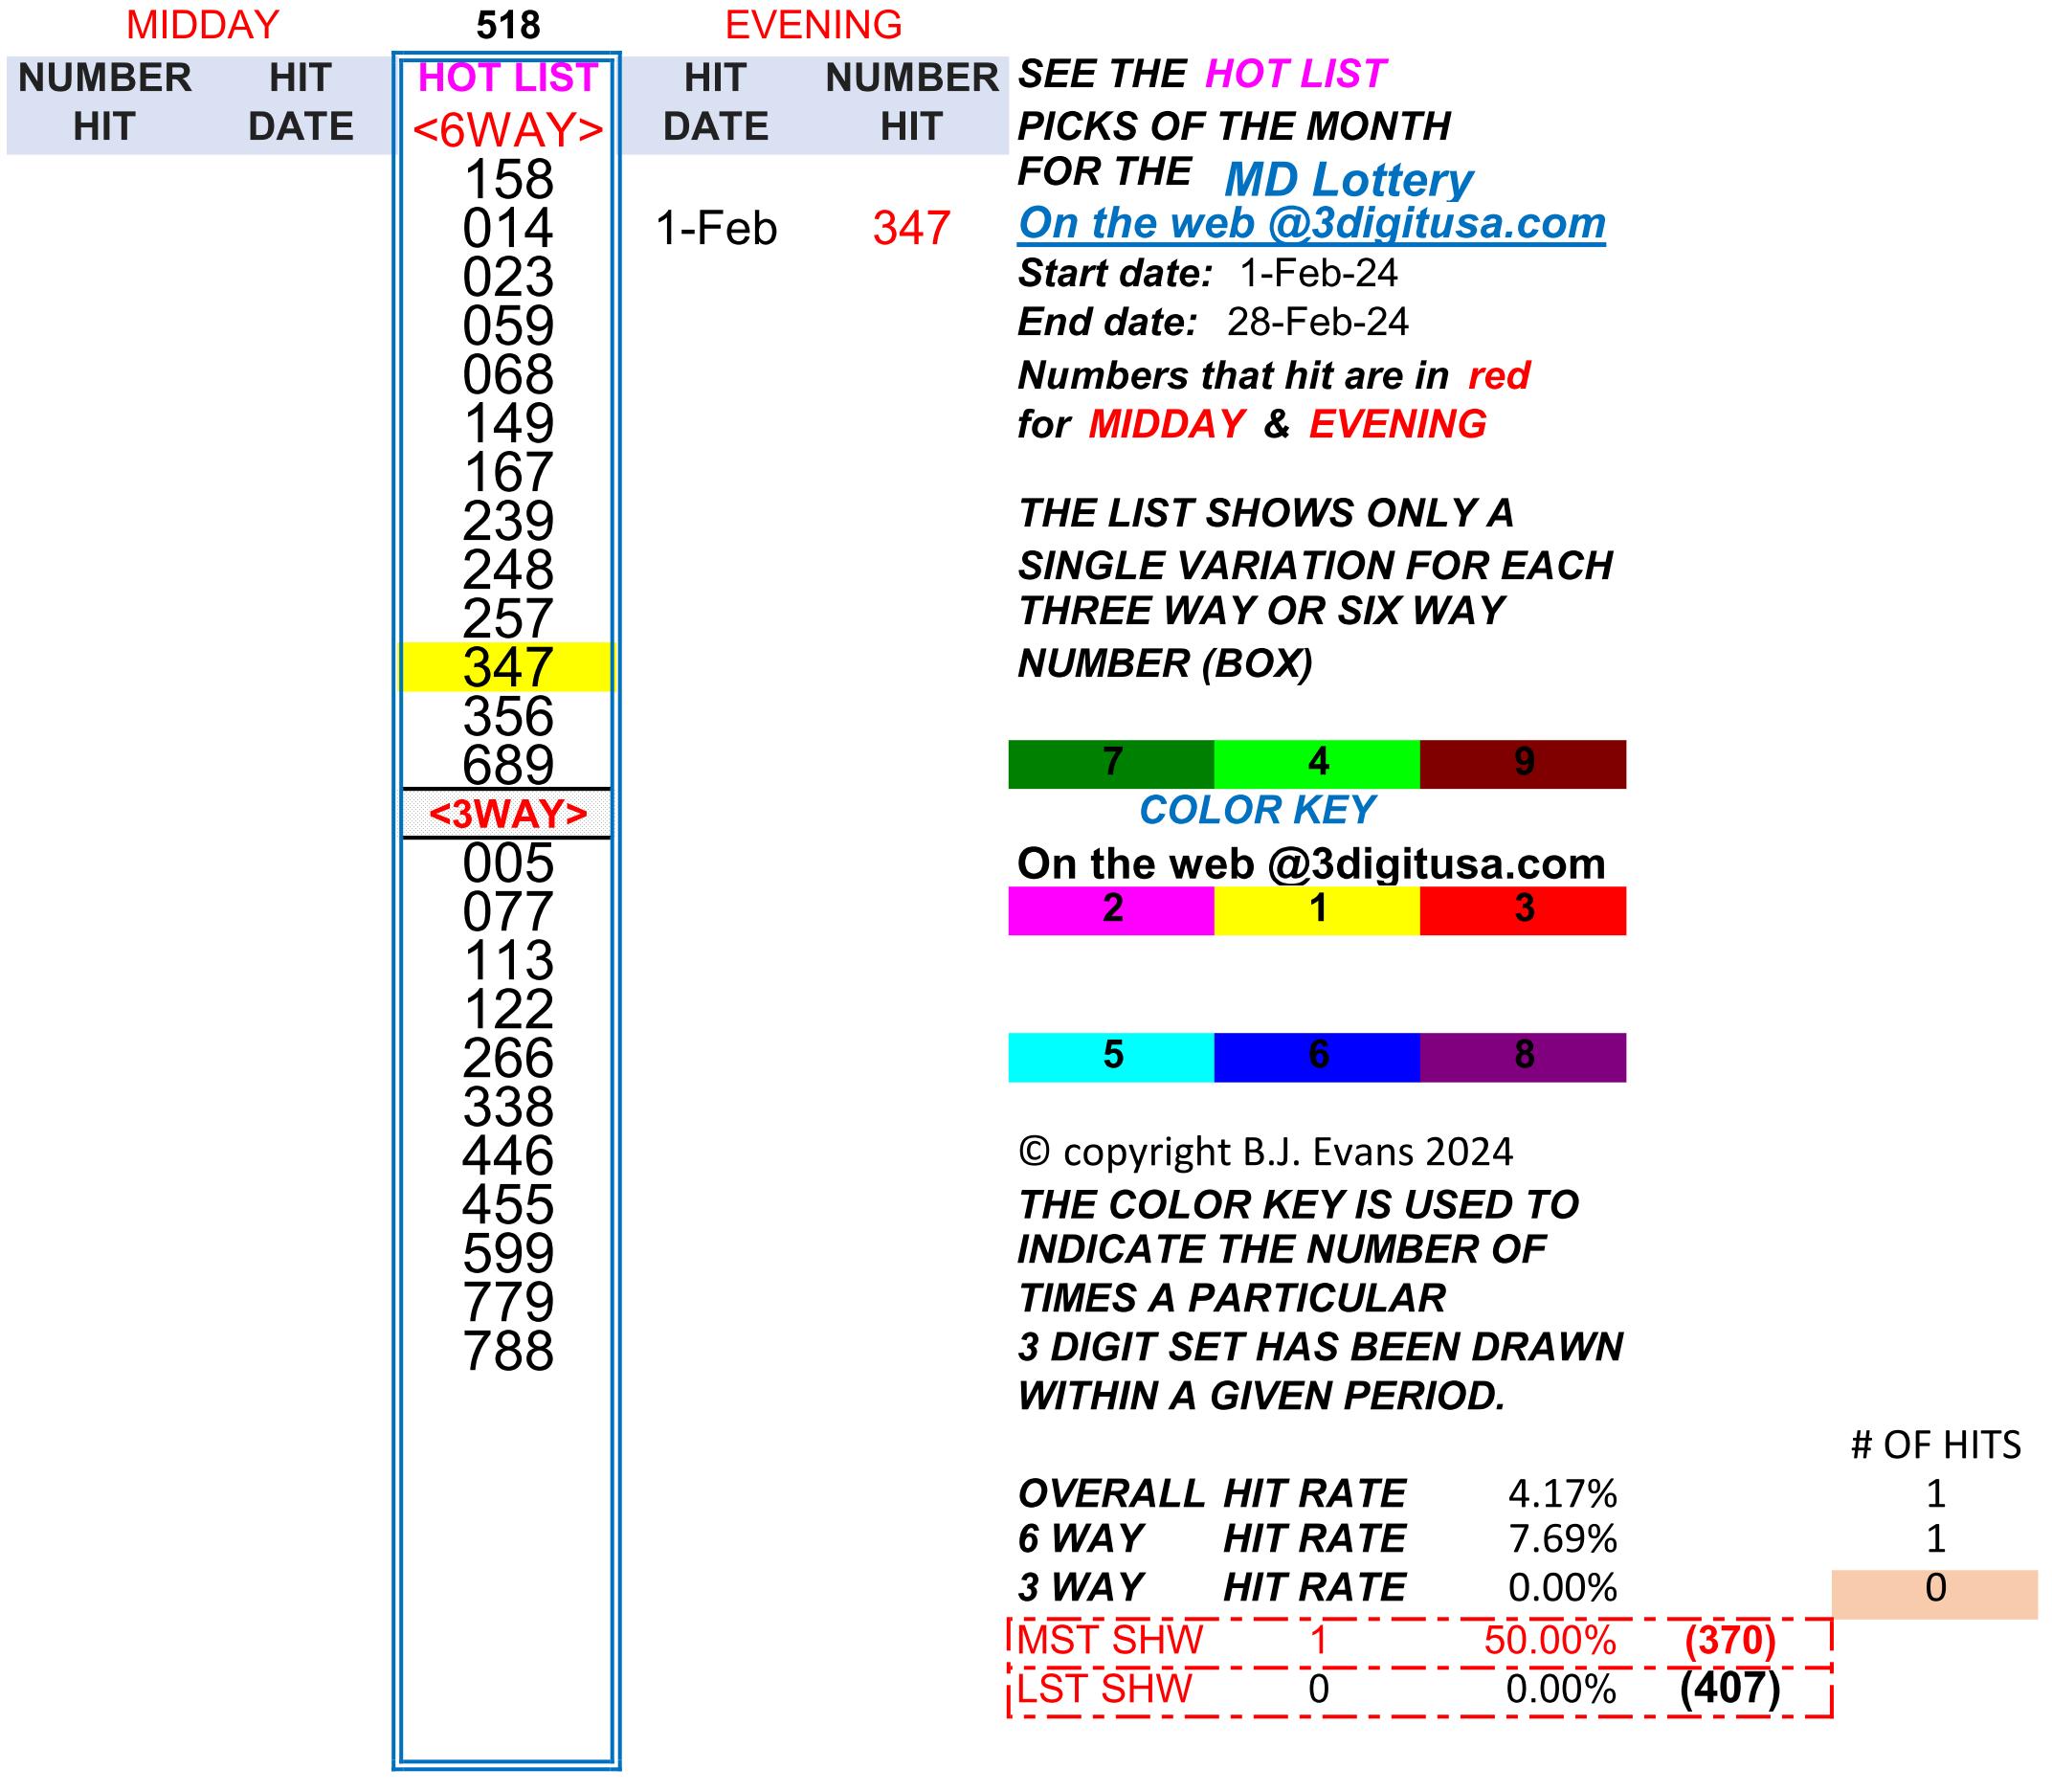 MIDDAY 518 EVENING
NUMBER HIT HOT LIST HIT NUMBER SEE THE HOT LIST
HIT DATE <6WAY> DATE HIT PICKS OF THE MONTH
158 FOR THE MD Lottery
014 1-Feb 347 On the web @3digitusa.com
023 Start date: 1-Feb-24
059 End date: 28-Feb-24
068 Numbers that hit are in red
149 for MIDDAY & EVENING
167
239 THE LIST SHOWS ONLY A
248 SINGLE VARIATION FOR EACH
257 THREE WAY OR SIX WAY
347 NUMBER (BOX)
356
689 7 4 9
<3WAY> COLOR KEY
005 On the web @3digitusa.com
077 2 1 3
113
122
266 5 6 8
338
446 © copyright B.J. Evans 2024
455 THE COLOR KEY IS USED TO
599 INDICATE THE NUMBER OF
779 TIMES A PARTICULAR
788 3 DIGIT SET HAS BEEN DRAWN
WITHIN A GIVEN PERIOD.
# OF HITS
OVERALL HIT RATE 4.17% 1
6 WAY HIT RATE 7.69% 1
3 WAY HIT RATE 0.00% 0
MST SHW 1 50.00% (370)
LST SHW 0 0.00% (407)